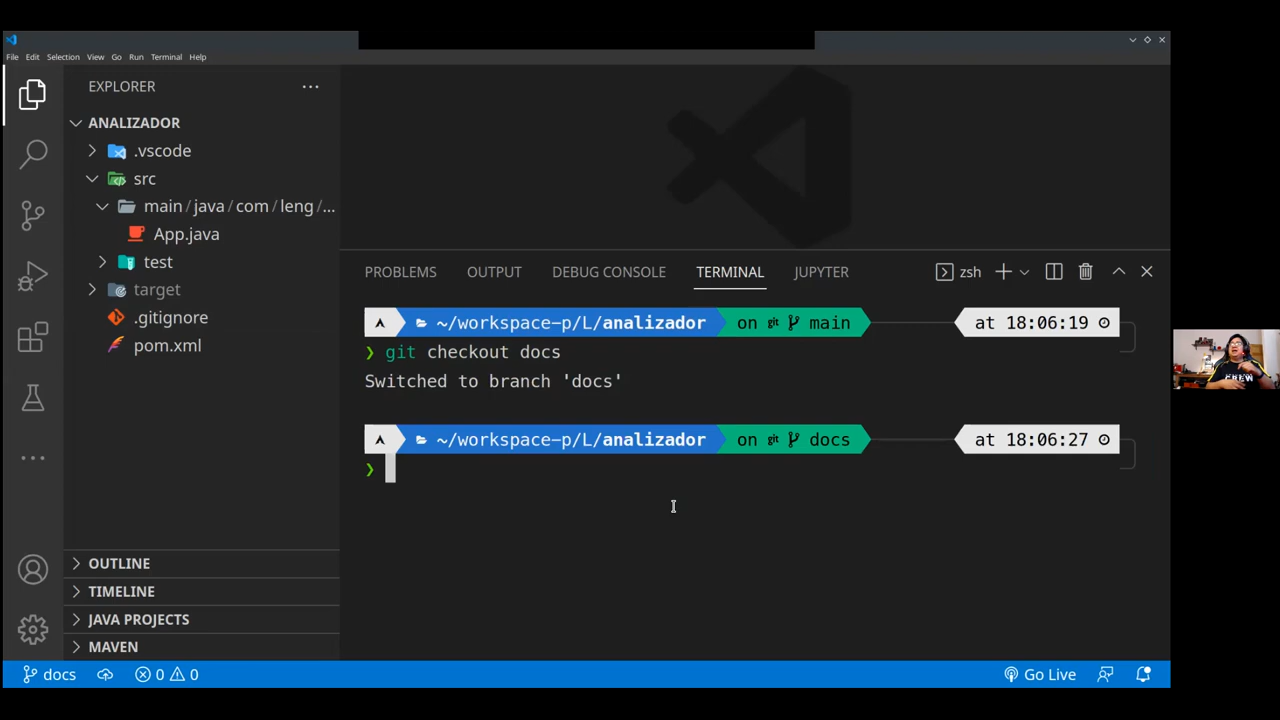 File Edit Selection View Go Run Terminal Help
EXPLORER
ANALIZADOR
.vscode
src
main/java/com/leng/...
App.java
test
target
.gitignore
pom.xml
OUTLINE
TIMELINE
JAVA PROJECTS
MAVEN
PROBLEMS OUTPUT DEBUG CONSOLE TERMINAL JUPYTER zsh
~/workspace-p/L/analizador on git main at 18:06:19
❯ git checkout docs
Switched to branch 'docs'
~/workspace-p/L/analizador on git docs at 18:06:27
❯
docs 0 0 Go Live